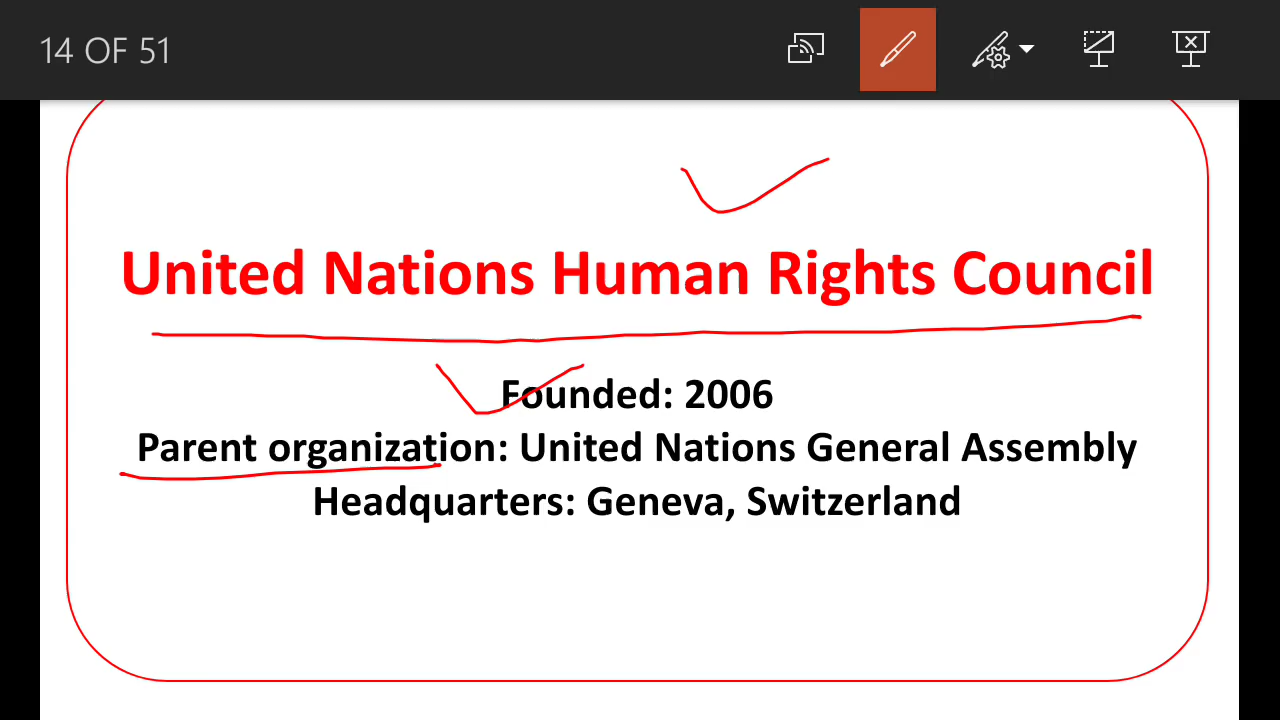 14 OF 51
United Nations Human Rights Council
Founded: 2006
Parent organization: United Nations General Assembly
Headquarters: Geneva, Switzerland